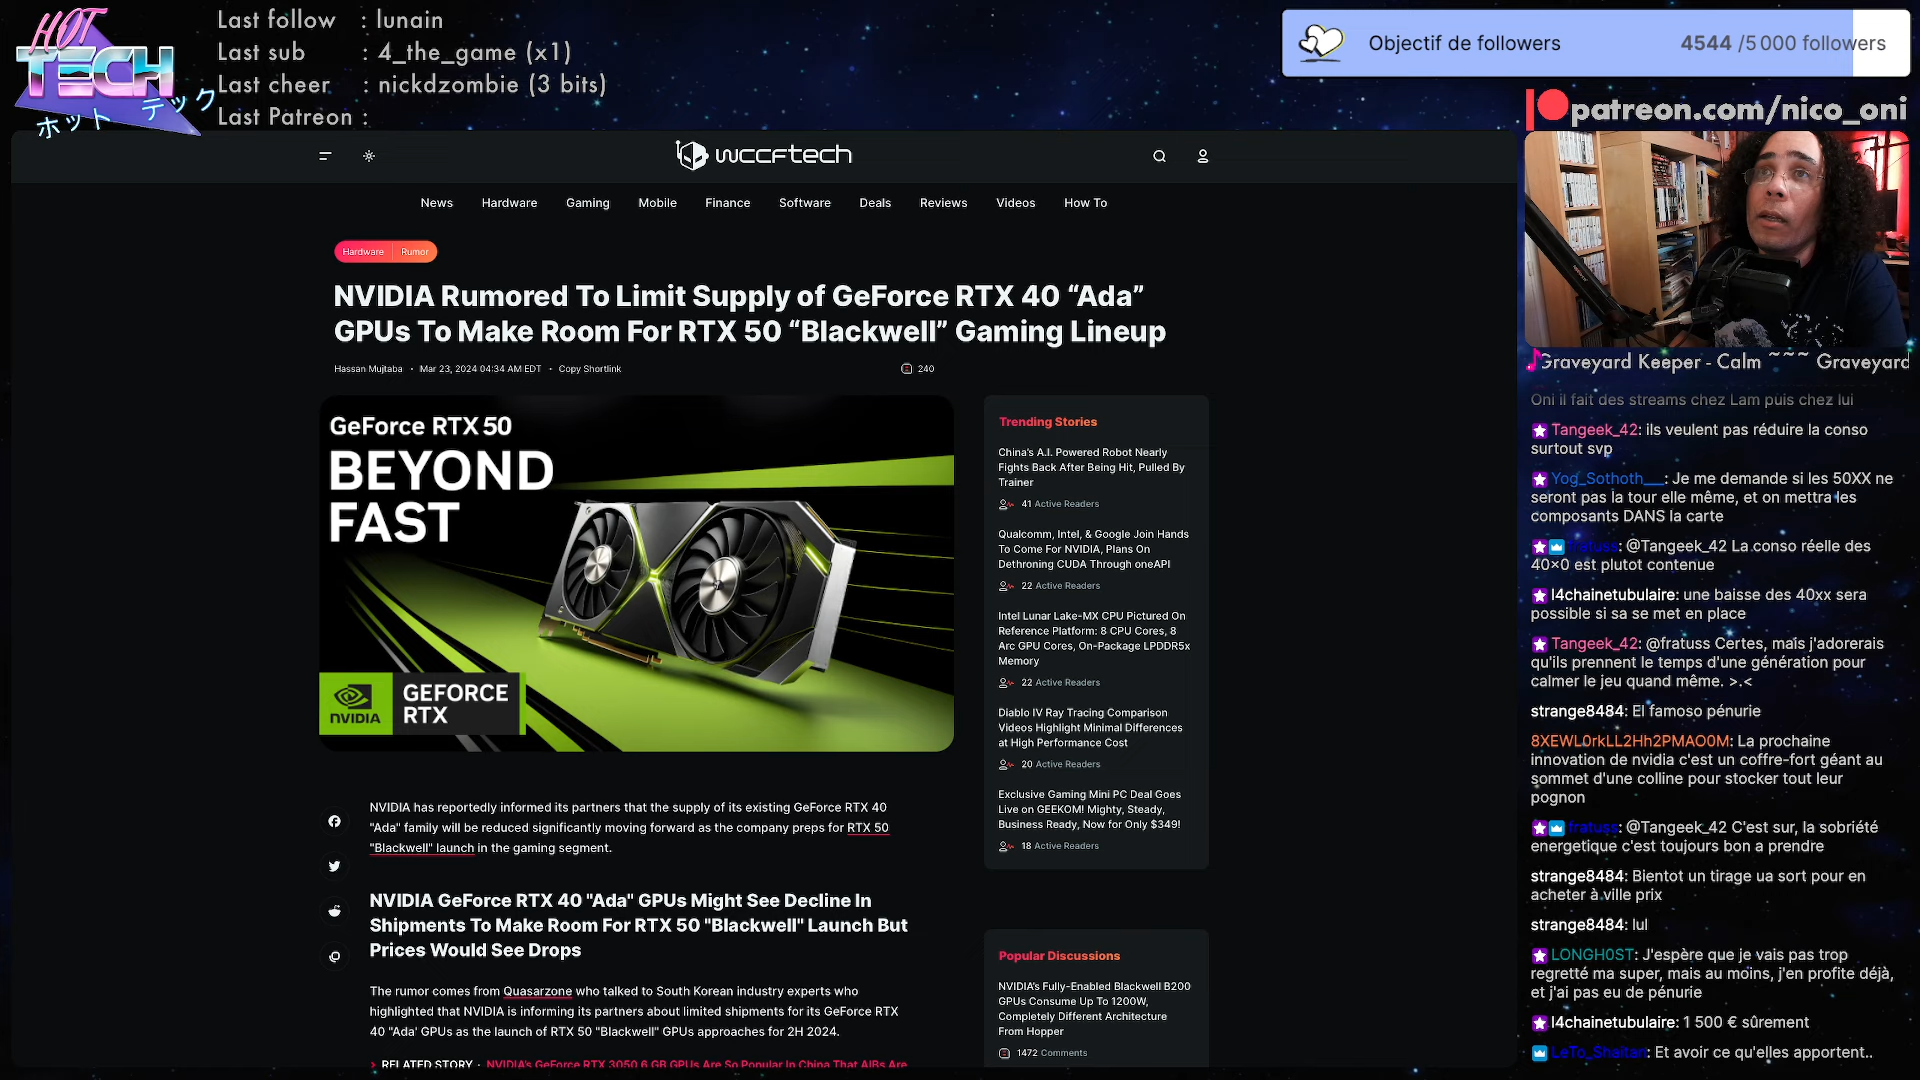 HOT
TECH
ホット テック
Last follow : lunain
Last sub : 4_the_game (x1)
Last cheer : nickdzombie (3 bits)
Last Patreon :
Objectif de followers 4544 /5 000 followers
patreon.com/nico_oni
wccftech
News Hardware Gaming Mobile Finance Software Deals Reviews Videos How To
Hardware Rumor
NVIDIA Rumored To Limit Supply of GeForce RTX 40 “Ada”
GPUs To Make Room For RTX 50 “Blackwell” Gaming Lineup
Hassan Mujtaba • Mar 23, 2024 04:34 AM EDT • Copy Shortlink 240
GeForce RTX 50
BEYOND
FAST
NVIDIA
GEFORCE
RTX
NVIDIA has reportedly informed its partners that the supply of its existing GeForce RTX 40
"Ada" family will be reduced significantly moving forward as the company preps for RTX 50
"Blackwell" launch in the gaming segment.
NVIDIA GeForce RTX 40 "Ada" GPUs Might See Decline In
Shipments To Make Room For RTX 50 "Blackwell" Launch But
Prices Would See Drops
The rumor comes from Quasarzone who talked to South Korean industry experts who
highlighted that NVIDIA is informing its partners about limited shipments for its GeForce RTX
40 "Ada' GPUs as the launch of RTX 50 "Blackwell" GPUs approaches for 2H 2024.
RELATED STORY • NVIDIA's GeForce RTX 3050 6 GB GPUs Are So Popular In China That AIBs Are
Trending Stories
China's A.I. Powered Robot Nearly
Fights Back After Being Hit, Pulled By
Trainer
41 Active Readers
Qualcomm, Intel, & Google Join Hands
To Come For NVIDIA, Plans On
Dethroning CUDA Through oneAPI
22 Active Readers
Intel Lunar Lake-MX CPU Pictured On
Reference Platform: 8 CPU Cores, 8
Arc GPU Cores, On-Package LPDDR5x
Memory
22 Active Readers
Diablo IV Ray Tracing Comparison
Videos Highlight Minimal Differences
at High Performance Cost
20 Active Readers
Exclusive Gaming Mini PC Deal Goes
Live on GEEKOM! Mighty, Steady,
Business Ready, Now for Only $349!
18 Active Readers
Popular Discussions
NVIDIA's Fully-Enabled Blackwell B200
GPUs Consume Up To 1200W,
Completely Different Architecture
From Hopper
1472 Comments
Graveyard Keeper - Calm ~~~ Graveyard
Oni il fait des streams chez Lam puis chez lui
Tangeek_42: ils veulent pas réduire la conso
surtout svp
Yog_Sothoth__: Je me demande si les 50XX ne
seront pas la tour elle même, et on mettra les
composants DANS la carte
fratuss: @Tangeek_42 La conso réelle des
40x0 est plutot contenue
l4chainetubulaire: une baisse des 40xx sera
possible si sa se met en place
Tangeek_42: @fratuss Certes, mais j'adorerais
qu'ils prennent le temps d'une génération pour
calmer le jeu quand même. >.<
strange8484: El famoso pénurie
8XEWL0rkLL2Hh2PMAO0M: La prochaine
innovation de nvidia c'est un coffre-fort géant au
sommet d'une colline pour stocker tout leur
pognon
fratuss: @Tangeek_42 C'est sur, la sobriété
energetique c'est toujours bon a prendre
strange8484: Bientot un tirage ua sort pour en
acheter à ville prix
strange8484: lul
LONGH0ST: J'espère que je vais pas trop
regretté ma super, mais au moins, j'en profite déjà,
et j'ai pas eu de pénurie
l4chainetubulaire: 1 500 € sûrement
LeTo_Shaitan: Et avoir ce qu'elles apportent..